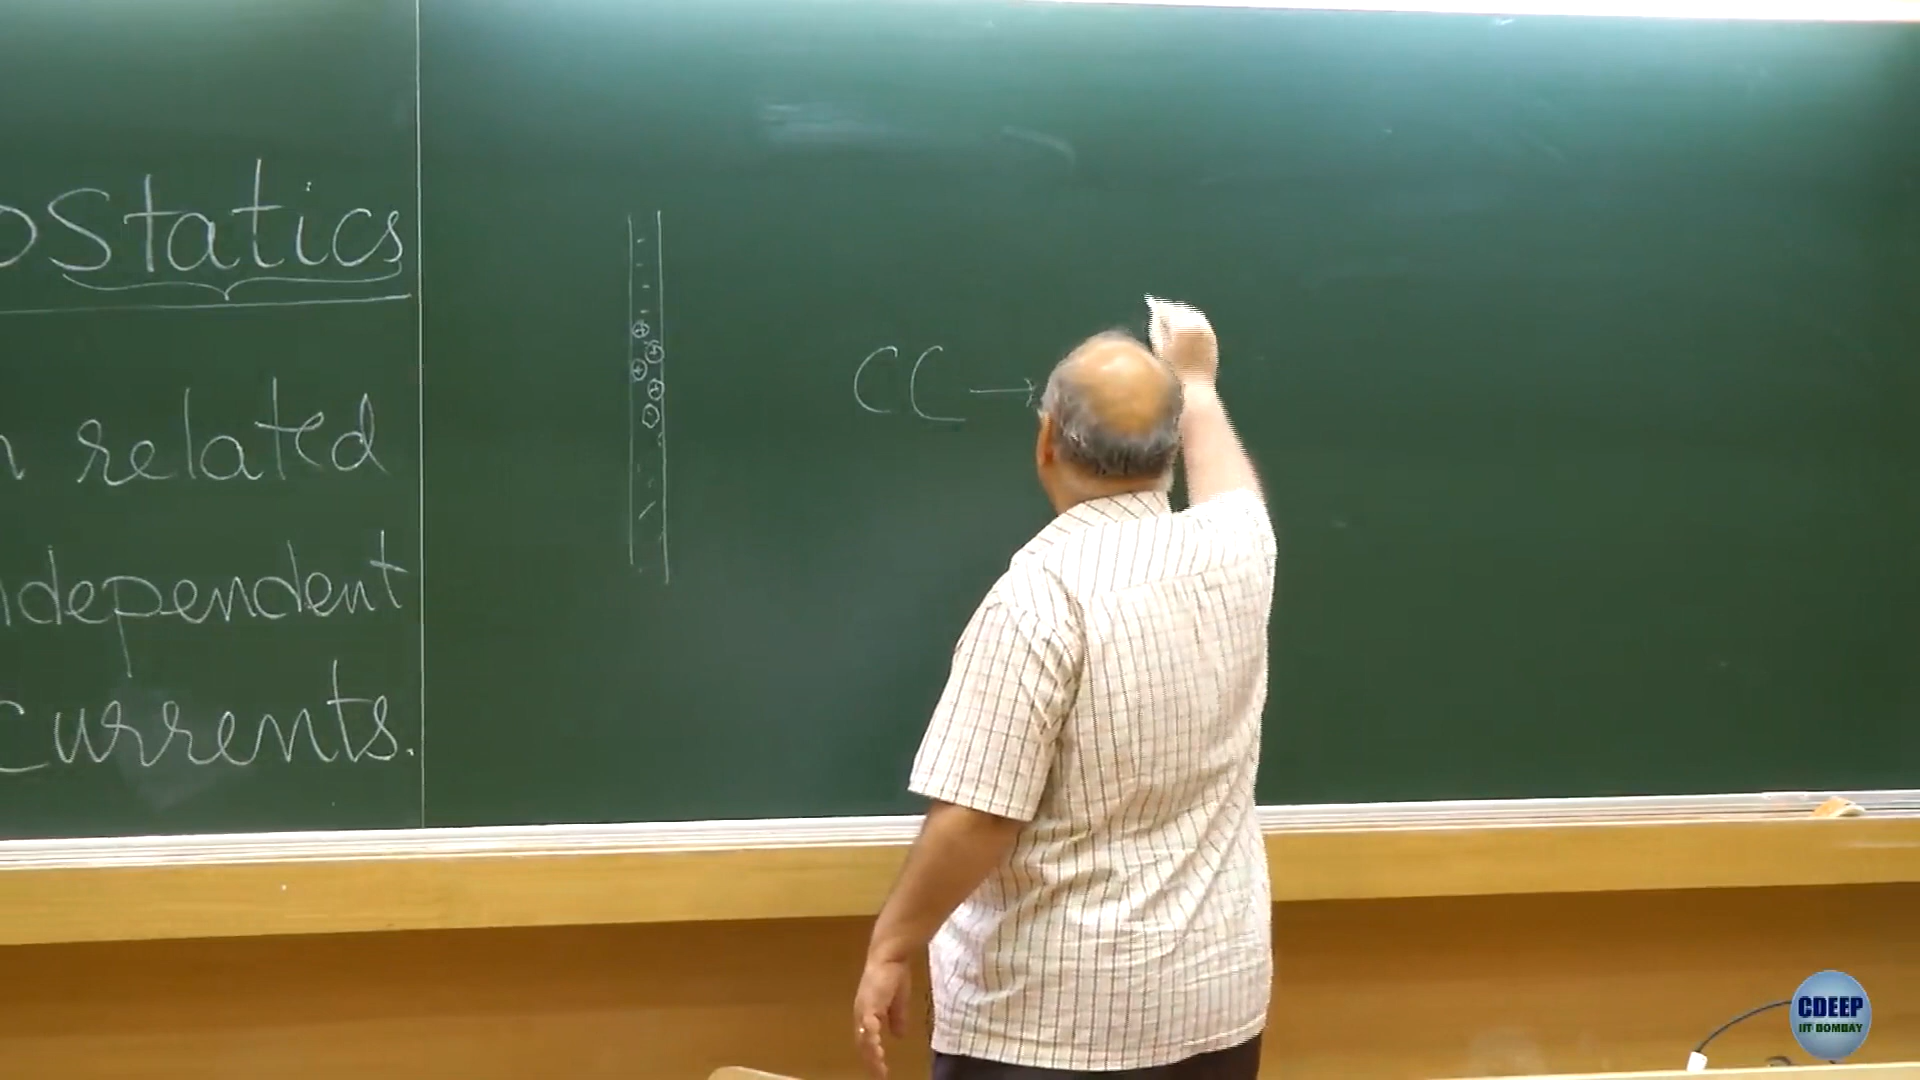 oStatics
related
ndependent
currents.
CC →
CDEEP
IIT BOMBAY